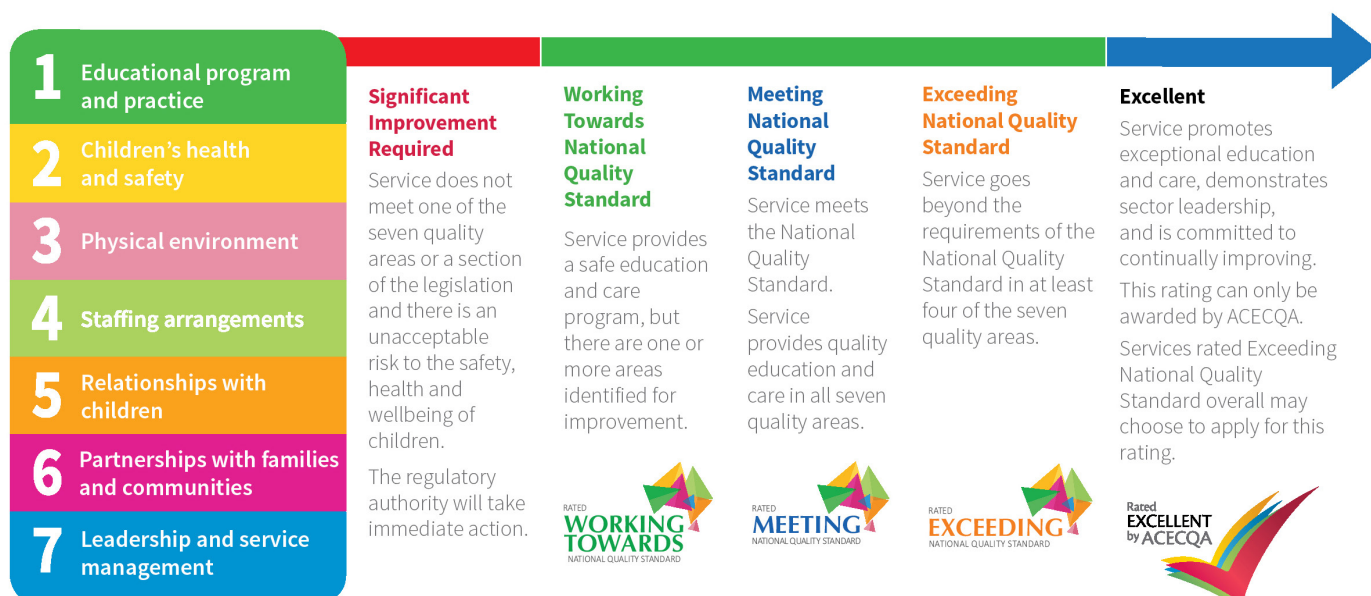 1
Educational program
and practice
2
Children's health
and safety
3
Physical environment
4
Staffing arrangements
5
Relationships with
children
6
Partnerships with families
and communities
7
Leadership and service
management
Significant
Improvement
Required
Service does not
meet one of the
seven quality
areas or a section
of the legislation
and there is an
unacceptable
risk to the safety,
health and
wellbeing of
children.
The regulatory
authority will take
immediate action.
Working
Towards
National
Quality
Standard
Service provides
a safe education
and care
program, but
there are one or
more areas
identified for
improvement.
RATED
WORKING
TOWARDS
NATIONAL QUALITY STANDARD
Meeting
National
Quality
Standard
Service meets
the National
Quality
Standard.
Service
provides quality
education and
care in all seven
quality areas.
RATED
MEETING
NATIONAL QUALITY STANDARD
Exceeding
National Quality
Standard
Service goes
beyond the
requirements of the
National Quality
Standard in at least
four of the seven
quality areas.
RATED
EXCEEDING
NATIONAL QUALITY STANDARD
Excellent
Service promotes
exceptional education
and care, demonstrates
sector leadership,
and is committed to
continually improving.
This rating can only be
awarded by ACECQA.
Services rated Exceeding
National Quality
Standard overall may
choose to apply for this
rating.
Rated
EXCELLENT
by ACECQA